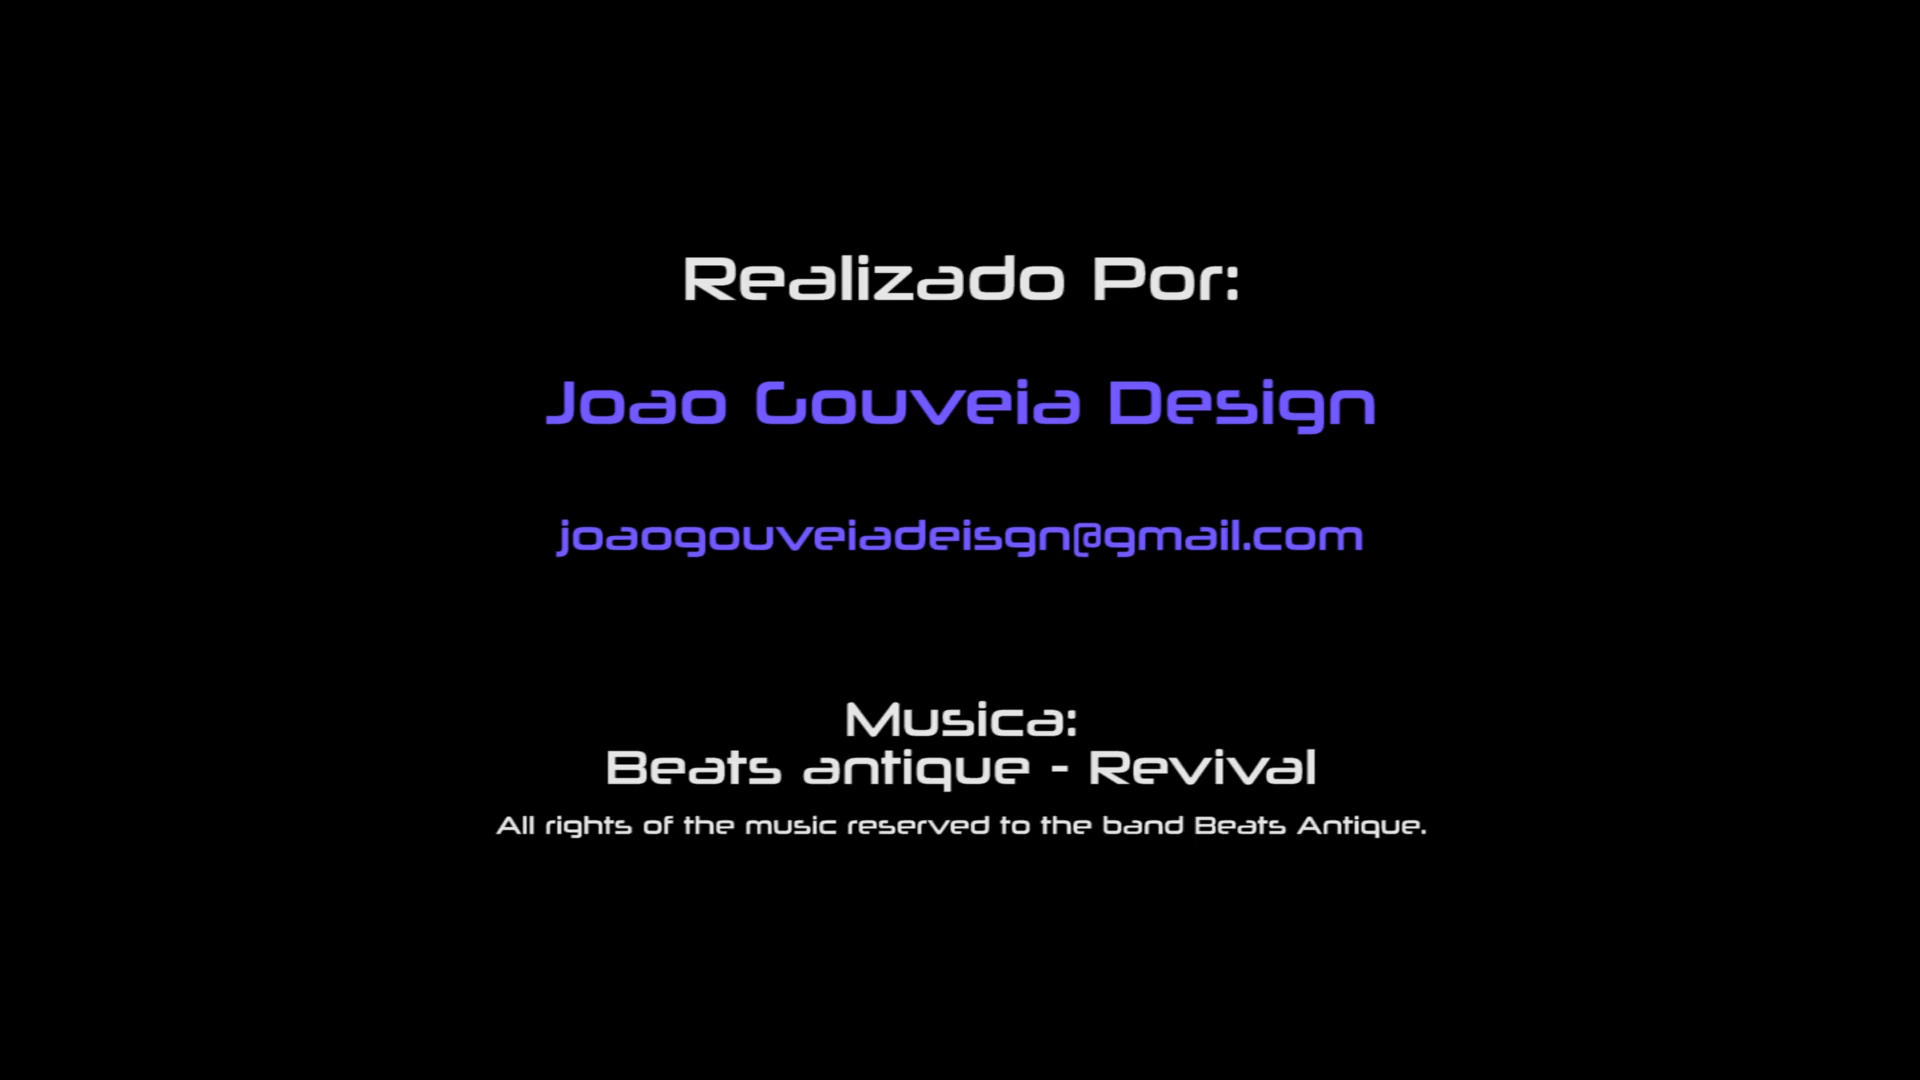 Realizado Por:
Joao Gouveia Design
joaogouveiadeisgn@gmail.com
Musica:
Beats antique - Revival
All rights of the music reserved to the band Beats Antique.